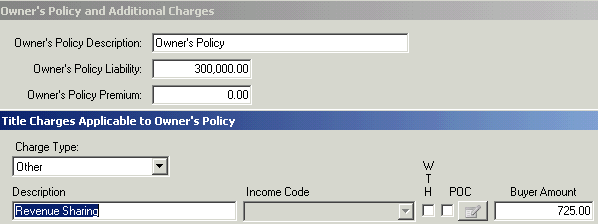 Owner's Policy and Additional Charges
Owner's Policy Description: Owner's Policy
Owner's Policy Liability: 300,000.00
Owner's Policy Premium: 0.00
Title Charges Applicable to Owner's Policy
Charge Type:
Other
W
T
H
Description Income Code POC Buyer Amount
Revenue Sharing 725.00